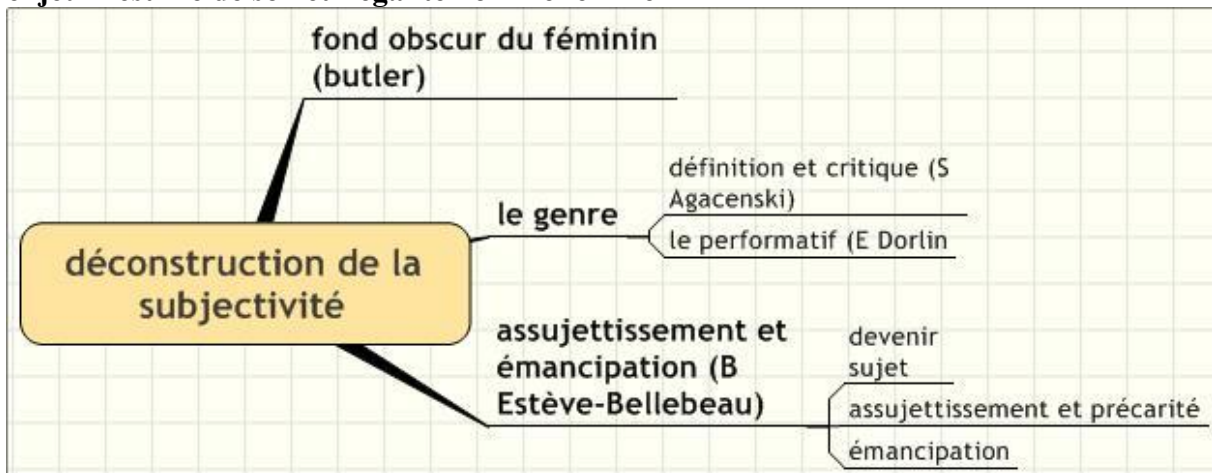 fond obscur du féminin
(butler)
définition et critique (S
Agacenski)
le genre
le performatif (E Dorlin
déconstruction de la
subjectivité
assujettissement et
émancipation (B
Estève-Bellebeau)
devenir
sujet
assujettissement et précarité
émancipation